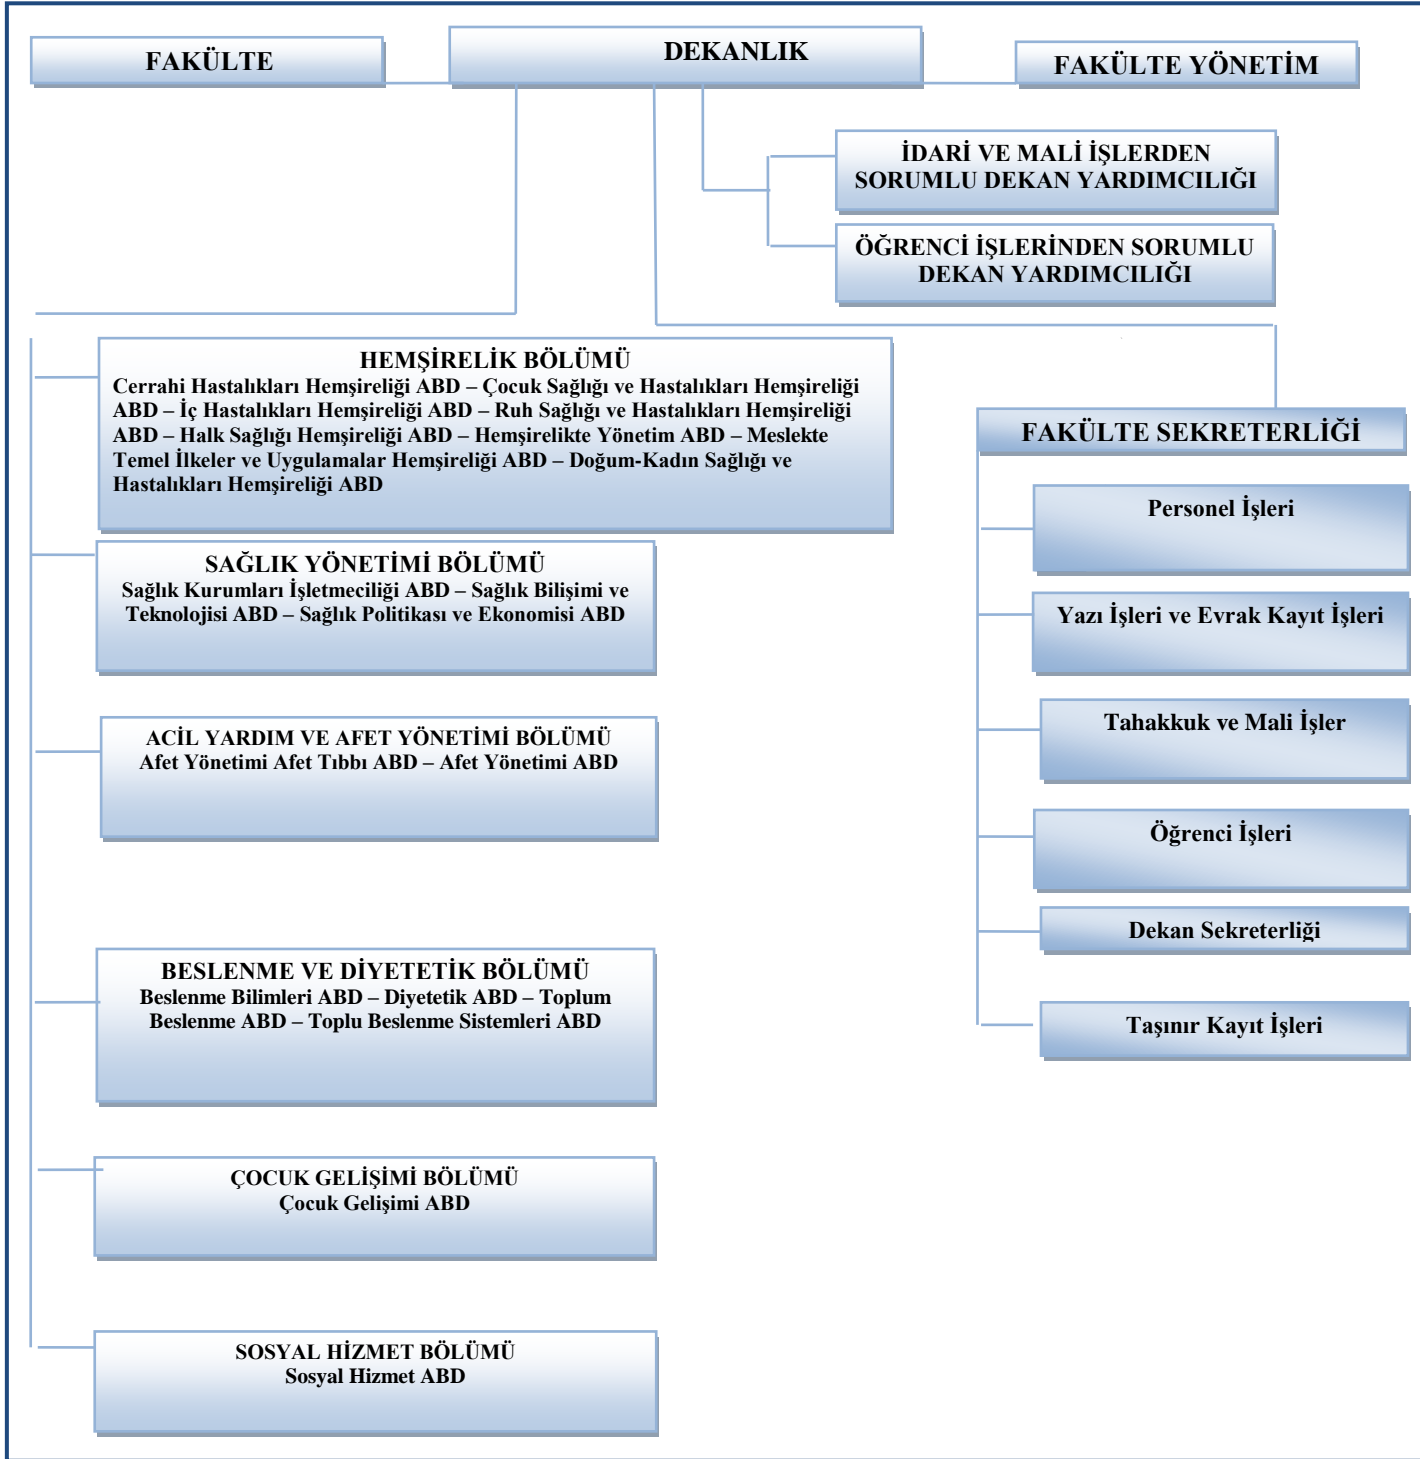 FAKÜLTE
DEKANLIK
FAKÜLTE YÖNETİM
İDARİ VE MALİ İŞLERDEN
SORUMLU DEKAN YARDIMCILIĞI
ÖĞRENCİ İŞLERİNDEN SORUMLU
DEKAN YARDIMCILIĞI
HEMŞİRELİK BÖLÜMÜ
Cerrahi Hastalıkları Hemşireliği ABD – Çocuk Sağlığı ve Hastalıkları Hemşireliği
ABD – İç Hastalıkları Hemşireliği ABD – Ruh Sağlığı ve Hastalıkları Hemşireliği
ABD – Halk Sağlığı Hemşireliği ABD – Hemşirelikte Yönetim ABD – Meslekte
Temel İlkeler ve Uygulamalar Hemşireliği ABD – Doğum-Kadın Sağlığı ve
Hastalıkları Hemşireliği ABD
SAĞLIK YÖNETİMİ BÖLÜMÜ
Sağlık Kurumları İşletmeciliği ABD – Sağlık Bilişimi ve
Teknolojisi ABD – Sağlık Politikası ve Ekonomisi ABD
ACİL YARDIM VE AFET YÖNETİMİ BÖLÜMÜ
Afet Yönetimi Afet Tıbbı ABD – Afet Yönetimi ABD
BESLENME VE DİYETETİK BÖLÜMÜ
Beslenme Bilimleri ABD – Diyetetik ABD – Toplum
Beslenme ABD – Toplu Beslenme Sistemleri ABD
ÇOCUK GELİŞİMİ BÖLÜMÜ
Çocuk Gelişimi ABD
SOSYAL HİZMET BÖLÜMÜ
Sosyal Hizmet ABD
FAKÜLTE SEKRETERLİĞİ
Personel İşleri
Yazı İşleri ve Evrak Kayıt İşleri
Tahakkuk ve Mali İşler
Öğrenci İşleri
Dekan Sekreterliği
Taşınır Kayıt İşleri